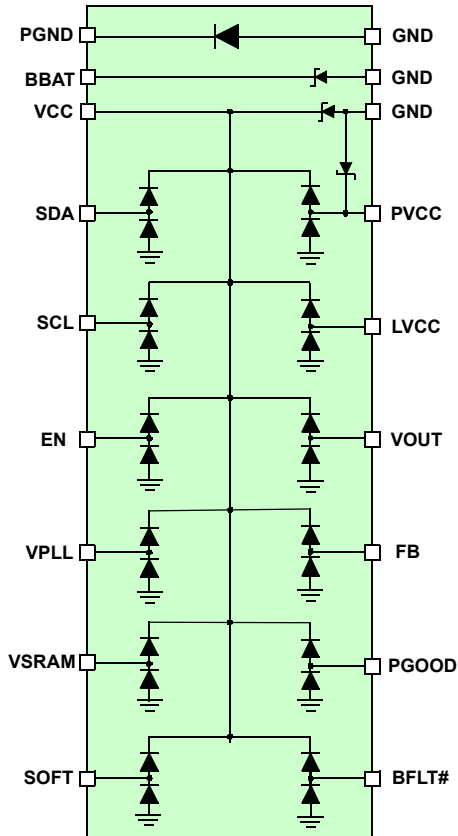 PGND GND
BBAT GND
VCC GND
SDA PVCC
SCL LVCC
EN VOUT
VPLL FB
VSRAM PGOOD
SOFT BFLT#